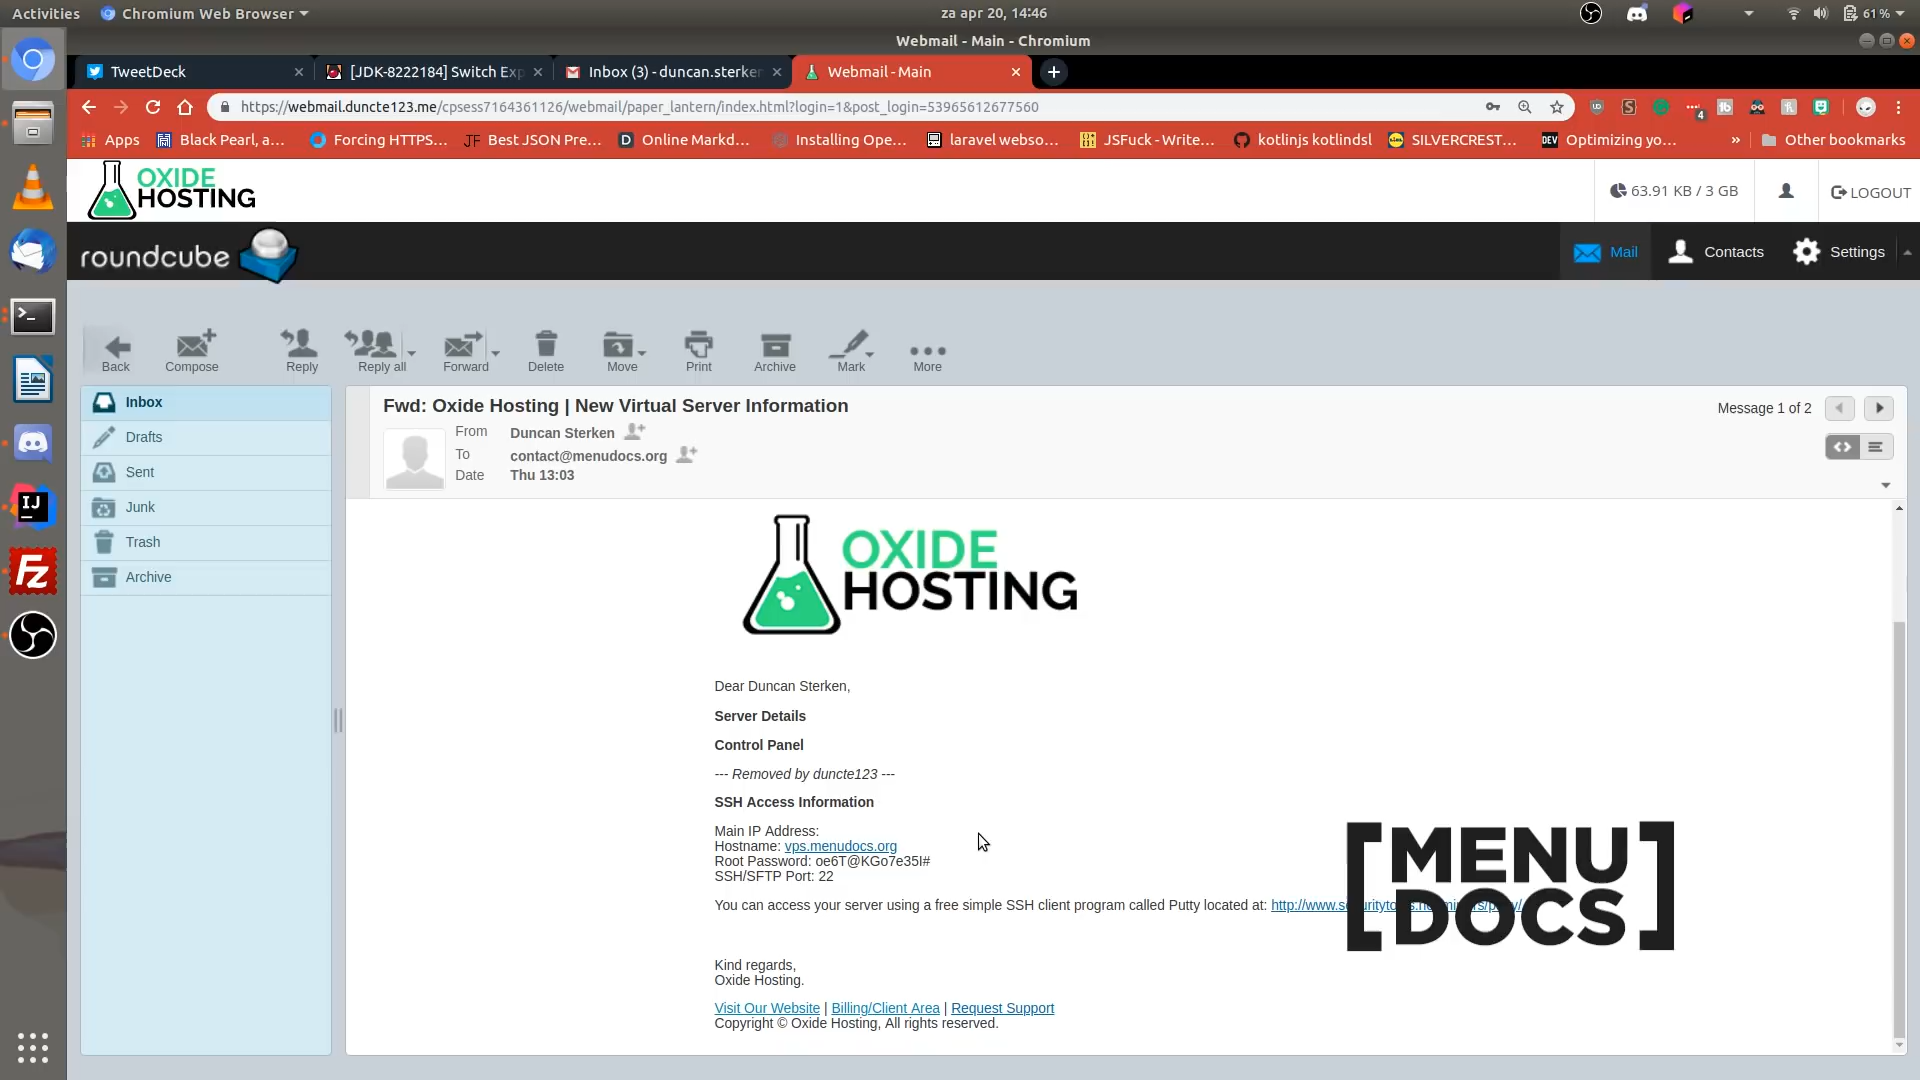 Activities
Chromium Web Browser
za apr 20, 14:46
61 %
Webmail - Main - Chromium
TweetDeck
[JDK-8222184] Switch Exp
Inbox (3) - duncan.sterken
Webmail - Main
https://webmail.duncte123.me/cpsess7164361126/webmail/paper_lantern/index.html?login=1&post_login=53965612677560
4
Apps
Black Pearl, a...
Forcing HTTPS...
JF Best JSON Pre...
Online Markd...
Installing Ope...
laravel webso...
JSFuck - Write...
kotlinjs kotlindsl
SILVERCREST...
DEV Optimizing yo...
»
Other bookmarks
OXIDE
HOSTING
63.91 KB / 3 GB
LOGOUT
roundcube
Mail
Contacts
Settings
Back
Compose
Reply
Reply all
Forward
Delete
Move
Print
Archive
Mark
More
Inbox
Drafts
Sent
Junk
Trash
Archive
Fwd: Oxide Hosting | New Virtual Server Information
Message 1 of 2
From Duncan Sterken
To contact@menudocs.org
Date Thu 13:03
OXIDE
HOSTING
Dear Duncan Sterken,
Server Details
Control Panel
--- Removed by duncte123 ---
SSH Access Information
Main IP Address:
Hostname: vps.menudocs.org
Root Password: oe6T@KGo7e35I#
SSH/SFTP Port: 22
You can access your server using a free simple SSH client program called Putty located at:
[MENU
DOCS]
Kind regards,
Oxide Hosting.
Visit Our Website | Billing/Client Area | Request Support
Copyright © Oxide Hosting, All rights reserved.